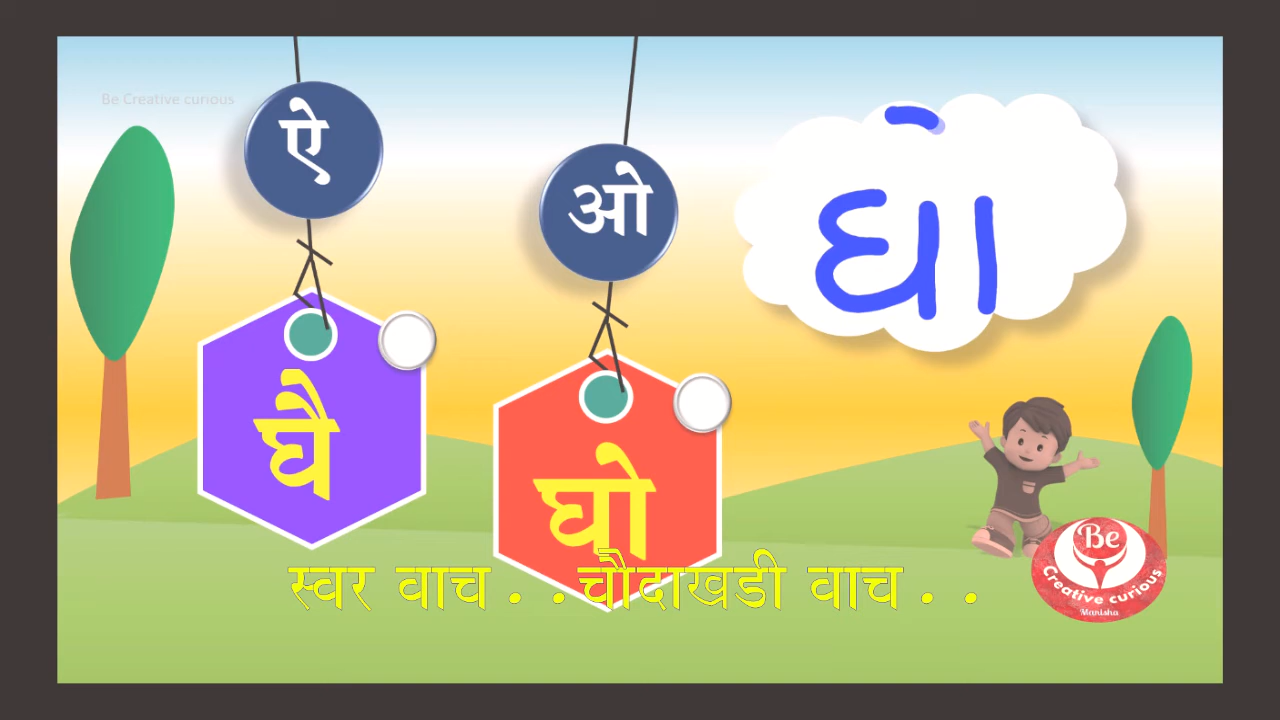 Be Creative curious
ऐ
ओ
घो
घै
घो
स्वर वाच . . चौदाखडी वाच . .
Be
Creative curious
Manisha